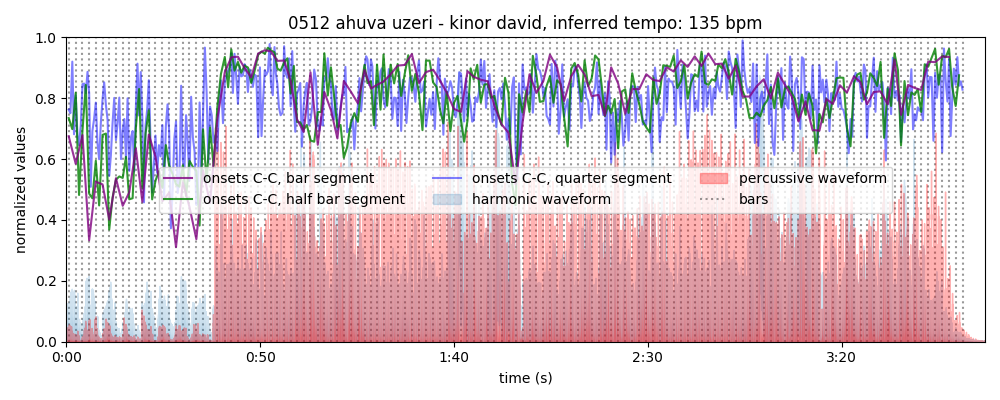 0512 ahuva uzeri - kinor david, inferred tempo: 135 bpm
normalized values
1.0
0.8
0.6
0.4
0.2
0.0
onsets C-C, bar segment
onsets C-C, half bar segment
onsets C-C, quarter segment
harmonic waveform
percussive waveform
bars
0:00
0:50
1:40
2:30
3:20
time (s)